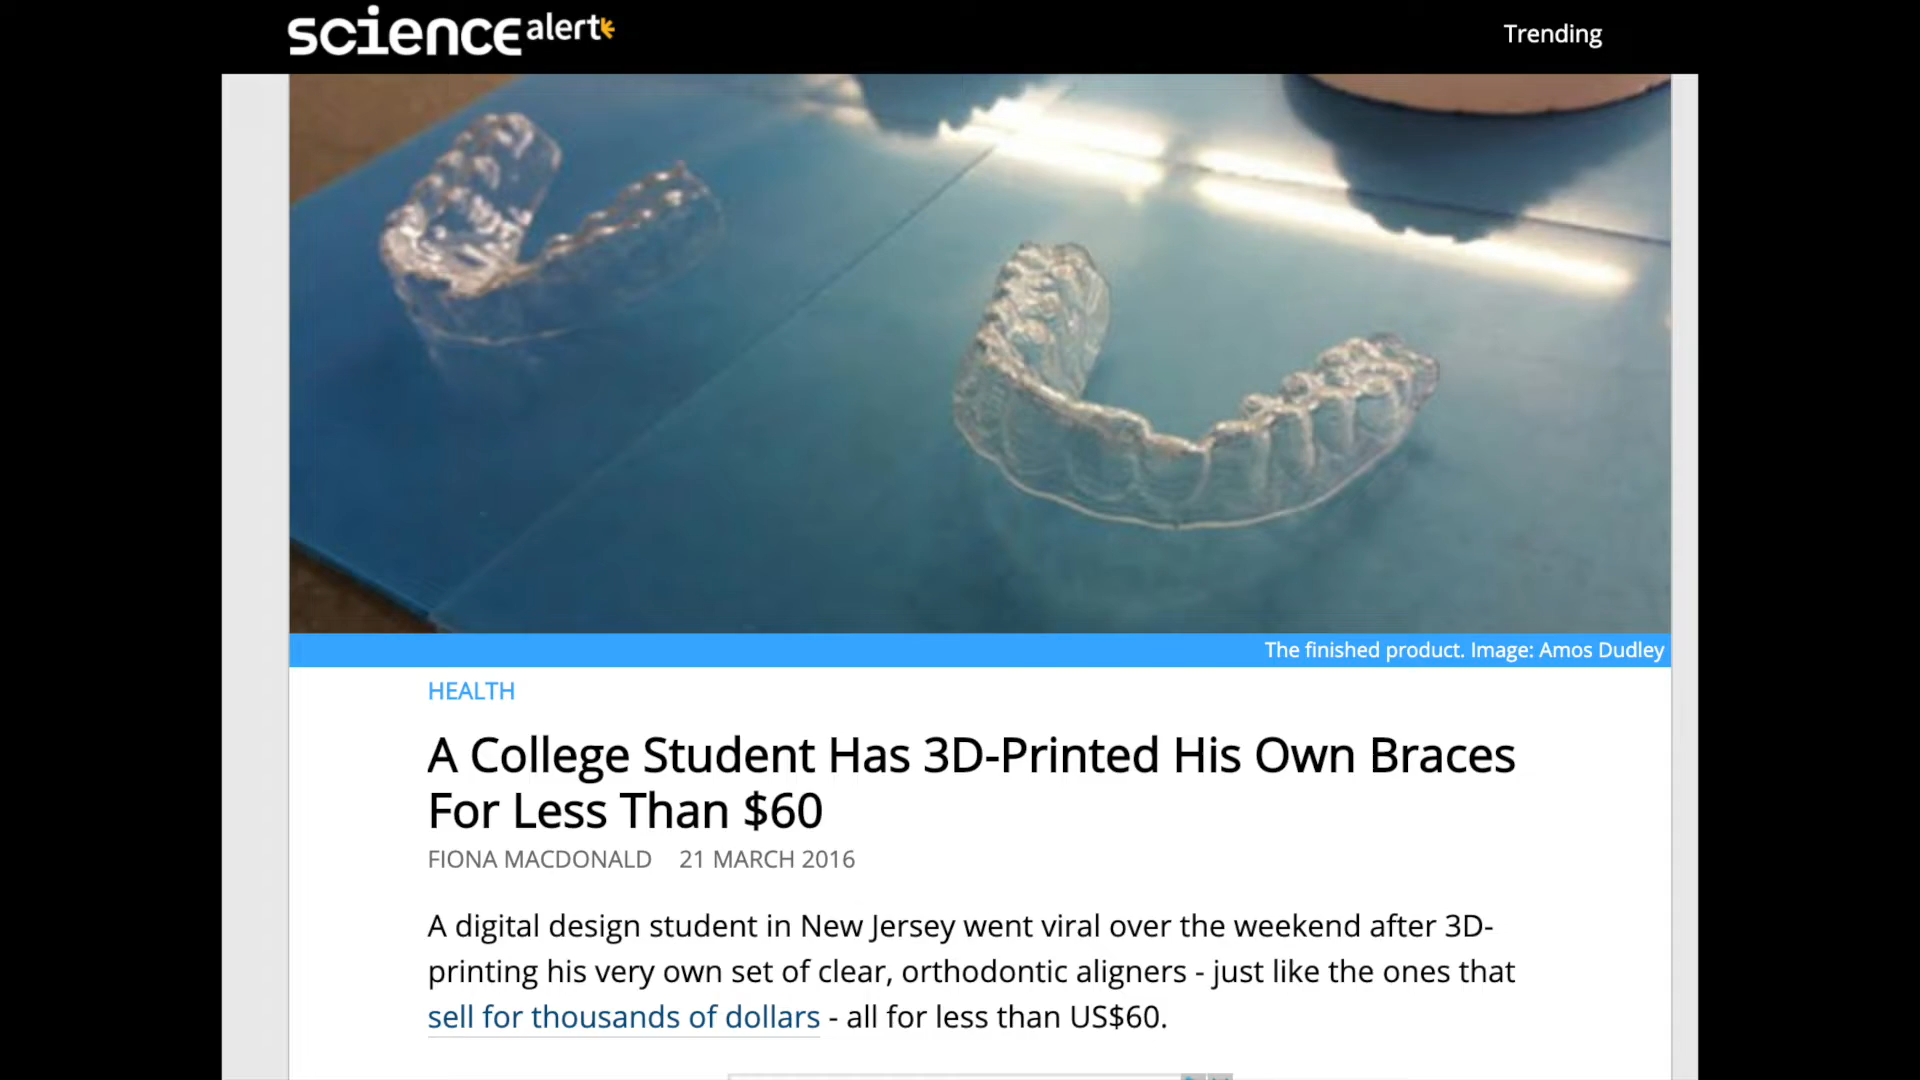 science alert
Trending
The finished product. Image: Amos Dudley
HEALTH
A College Student Has 3D-Printed His Own Braces
For Less Than $60
FIONA MACDONALD 21 MARCH 2016
A digital design student in New Jersey went viral over the weekend after 3D-
printing his very own set of clear, orthodontic aligners - just like the ones that
sell for thousands of dollars - all for less than US$60.